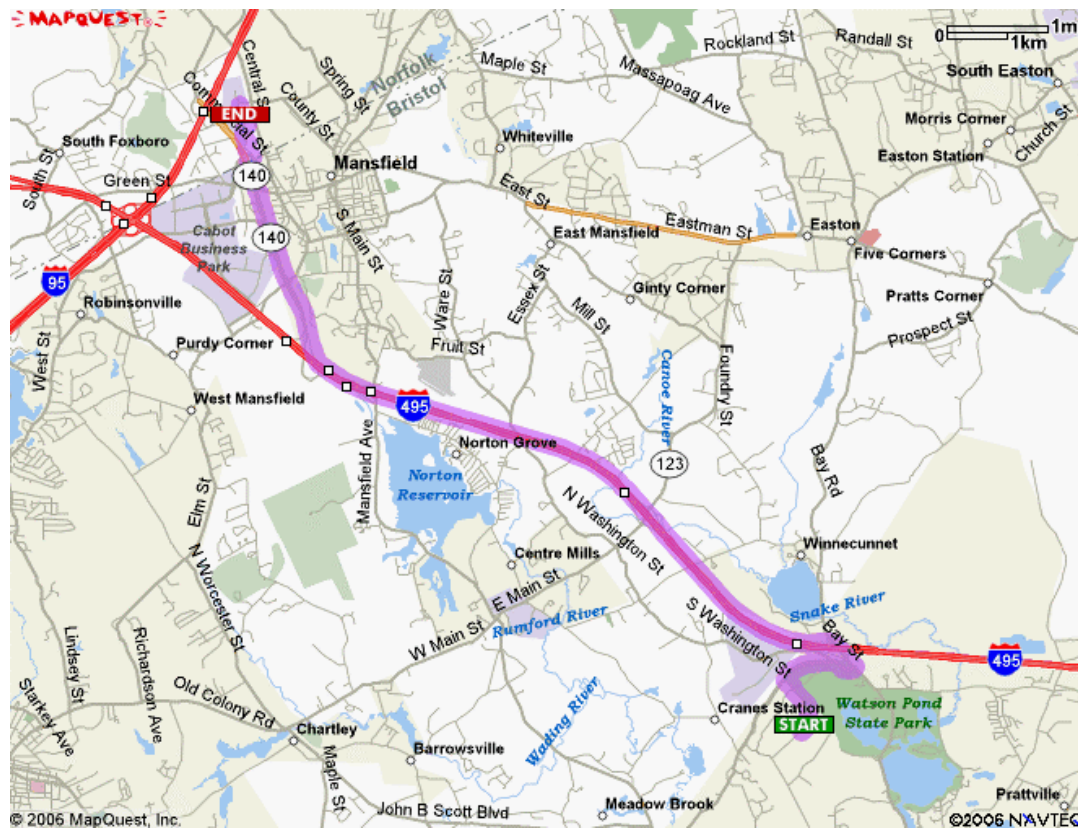 MAPQUEST
1m
0
1km
Central St
County St
Spring St
Commercial St
END
Norfolk
Bristol
Maple St
Massapoag Ave
Rockland St
Randall St
South Easton
Morris Corner
Church St
Easton Station
Whiteville
South Foxboro
South St
Green St
Mansfield
140
140
Cabot
Business
Park
S Main St
East St
Eastman St
Easton
Five Corners
East Mansfield
95
Robinsonville
West St
Purdy Corner
Ware St
Essex St
Mill St
Ginty Corner
Pratts Corner
Prospect St
Fruit St
Canoe River
Foundry St
West Mansfield
495
Mansfield Ave
Norton Grove
Norton
Reservoir
123
Bay Rd
Elm St
N Washington St
Winnecunnet
Centre Mills
N Worcester St
E Main St
Rumford River
Snake River
S Washington St
Bay St
495
W Main St
Lindsey St
Richardson Ave
Old Colony Rd
Starkey Ave
Chartley
Barrowsville
Wading River
Cranes Station
START
Watson Pond
State Park
Maple St
John B Scott Blvd
Meadow Brook
Prattville
© 2006 MapQuest, Inc.
©2006 NAVTEQ